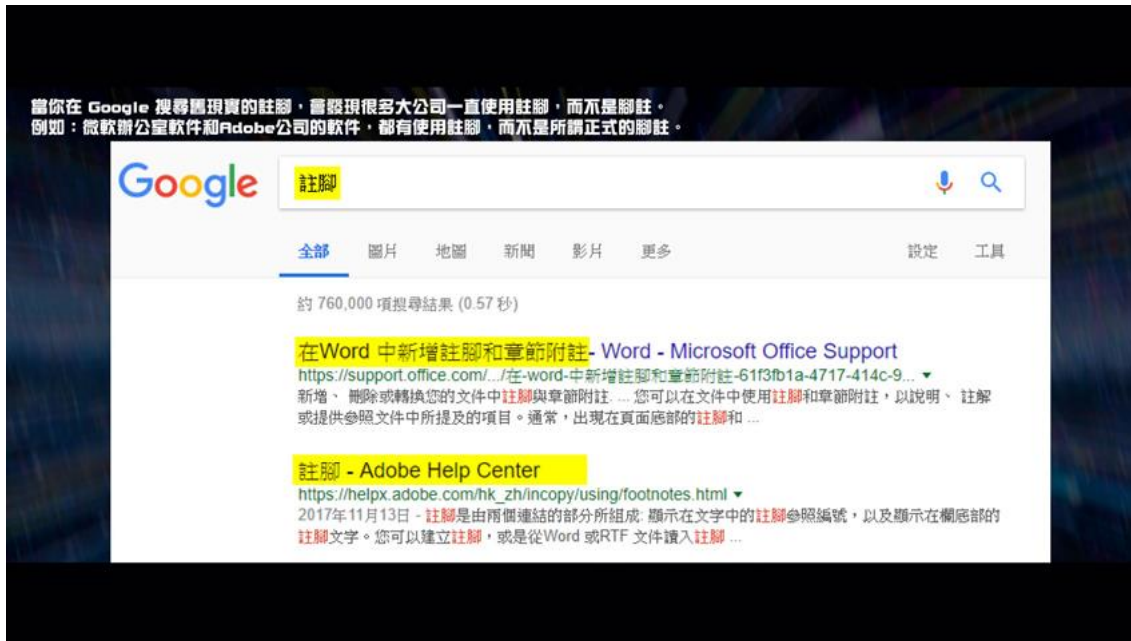 當你在 Google 搜尋舊現實的註腳，會發現很多大公司一直使用註腳，而不是腳註。
例如：微軟辦公室軟件和Adobe公司的軟件，都有使用註腳，而不是所謂正式的腳註。
Google 註腳
全部 圖片 地圖 新聞 影片 更多 設定 工具
約 760,000 項搜尋結果 (0.57 秒)
在Word 中新增註腳和章節附註- Word - Microsoft Office Support
https://support.office.com/.../在-word-中新增註腳和章節附註-61f3fb1a-4717-414c-9... ▼
新增、 刪除或轉換您的文件中註腳與章節附註. ... 您可以在文件中使用註腳和章節附註，以說明、 註解
或提供參照文件中所提及的項目。通常，出現在頁面底部的註腳和 ...
註腳 - Adobe Help Center
https://helpx.adobe.com/hk_zh/incopy/using/footnotes.html ▼
2017年11月13日 - 註腳是由兩個連結的部分所組成: 顯示在文字中的註腳參照編號，以及顯示在欄底部的
註腳文字。您可以建立註腳，或是從Word 或RTF 文件讀入註腳 ...